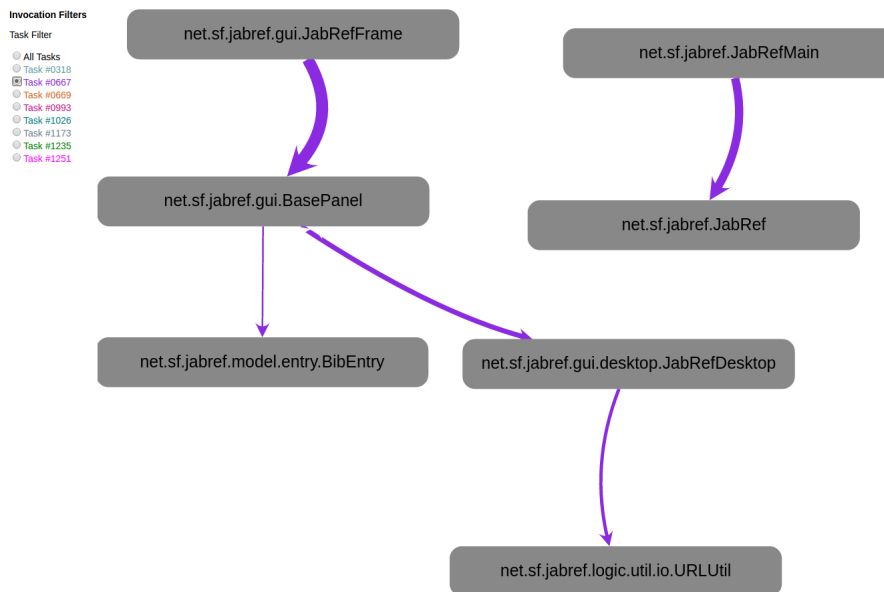 Invocation Filters
Task Filter
All Tasks
Task #0318
Task #0667
Task #0669
Task #0993
Task #1026
Task #1173
Task #1235
Task #1251
net.sf.jabref.gui.JabRefFrame
net.sf.jabref.JabRefMain
net.sf.jabref.gui.BasePanel
net.sf.jabref.JabRef
net.sf.jabref.model.entry.BibEntry
net.sf.jabref.gui.desktop.JabRefDesktop
net.sf.jabref.logic.util.io.URLUtil